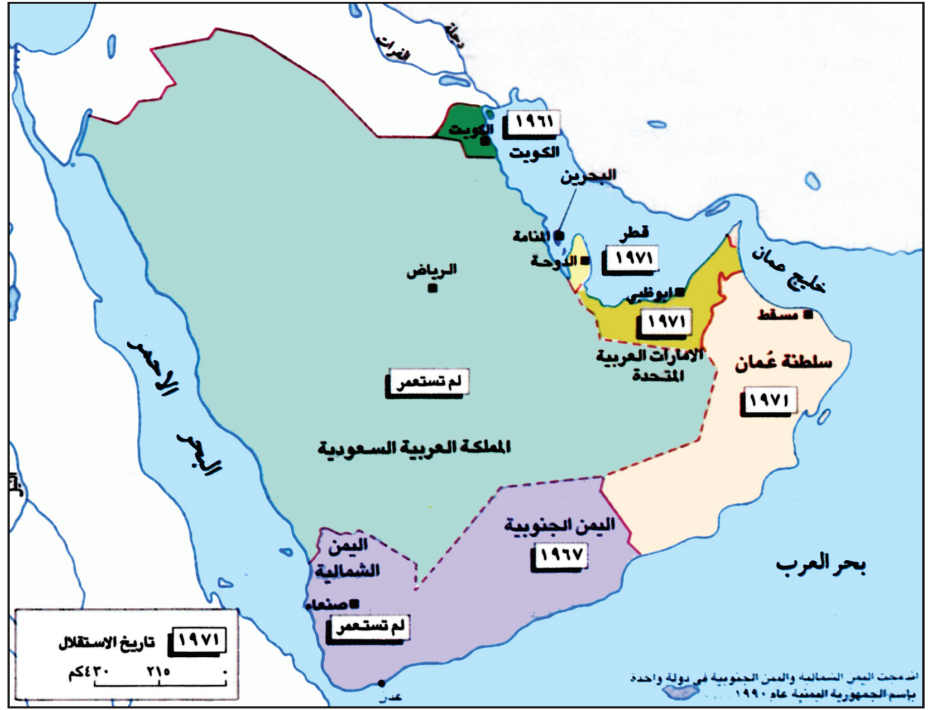 دجلة
الفرات
١٩٦١
الكويت
الكويت
البحرين
المنامة
قطر
١٩٧١
الدوحة
خليج عمان
الرياض
ابوظبي
١٩٧١
مسقط
الامارات العربية
المتحدة
سلطنة عُمان
١٩٧١
لم تستعمر
البحر
الاحمر
المملكة العربية السعودية
اليمن الجنوبية
١٩٦٧
اليمن
الشمالية
صنعاء
لم تستعمر
بحر العرب
عدن
١٩٧١ تاريخ الاستقلال
٠ ٢١٥ ٤٣٠كم
اندمجت اليمن الشمالية واليمن الجنوبية في دولة واحدة
بإسم الجمهورية اليمنية عام ١٩٩٠